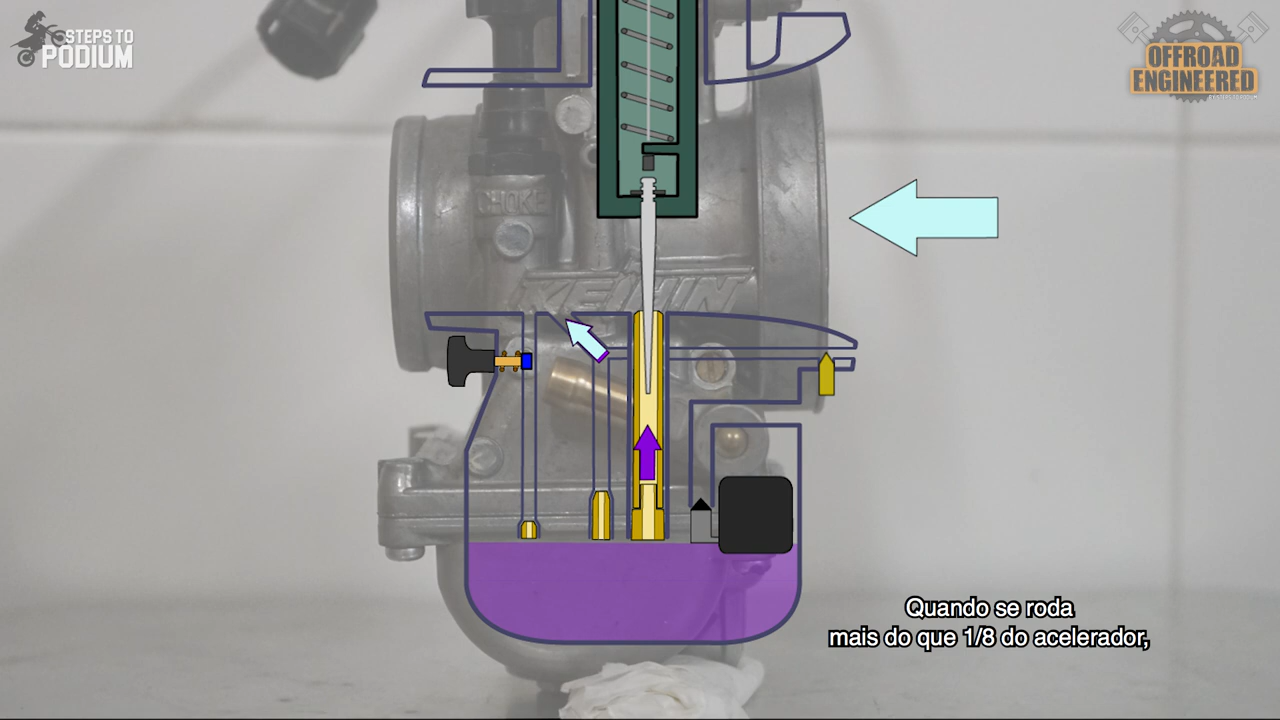 STEPS TO
PODIUM
OFFROAD
ENGINEERED
CHOKE
KEIHIN
Quando se roda
mais do que 1/8 do acelerador,